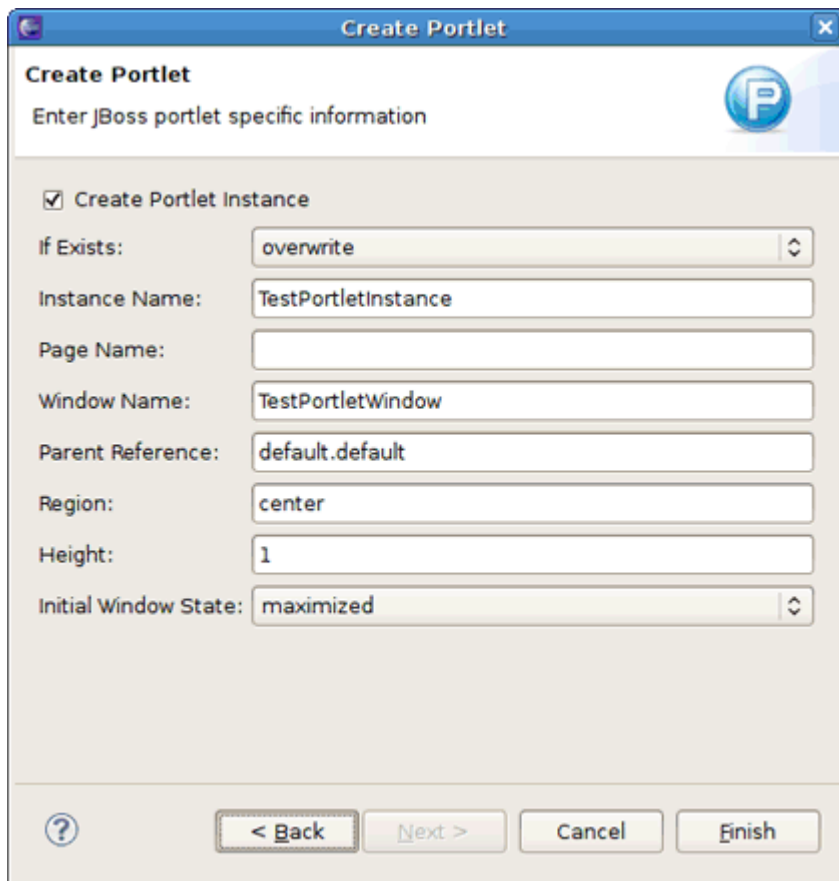 Create Portlet
Create Portlet
Enter JBoss portlet specific information
P
Create Portlet Instance
If Exists: overwrite
Instance Name: TestPortletInstance
Page Name:
Window Name: TestPortletWindow
Parent Reference: default.default
Region: center
Height: 1
Initial Window State: maximized
? < Back Next > Cancel Finish